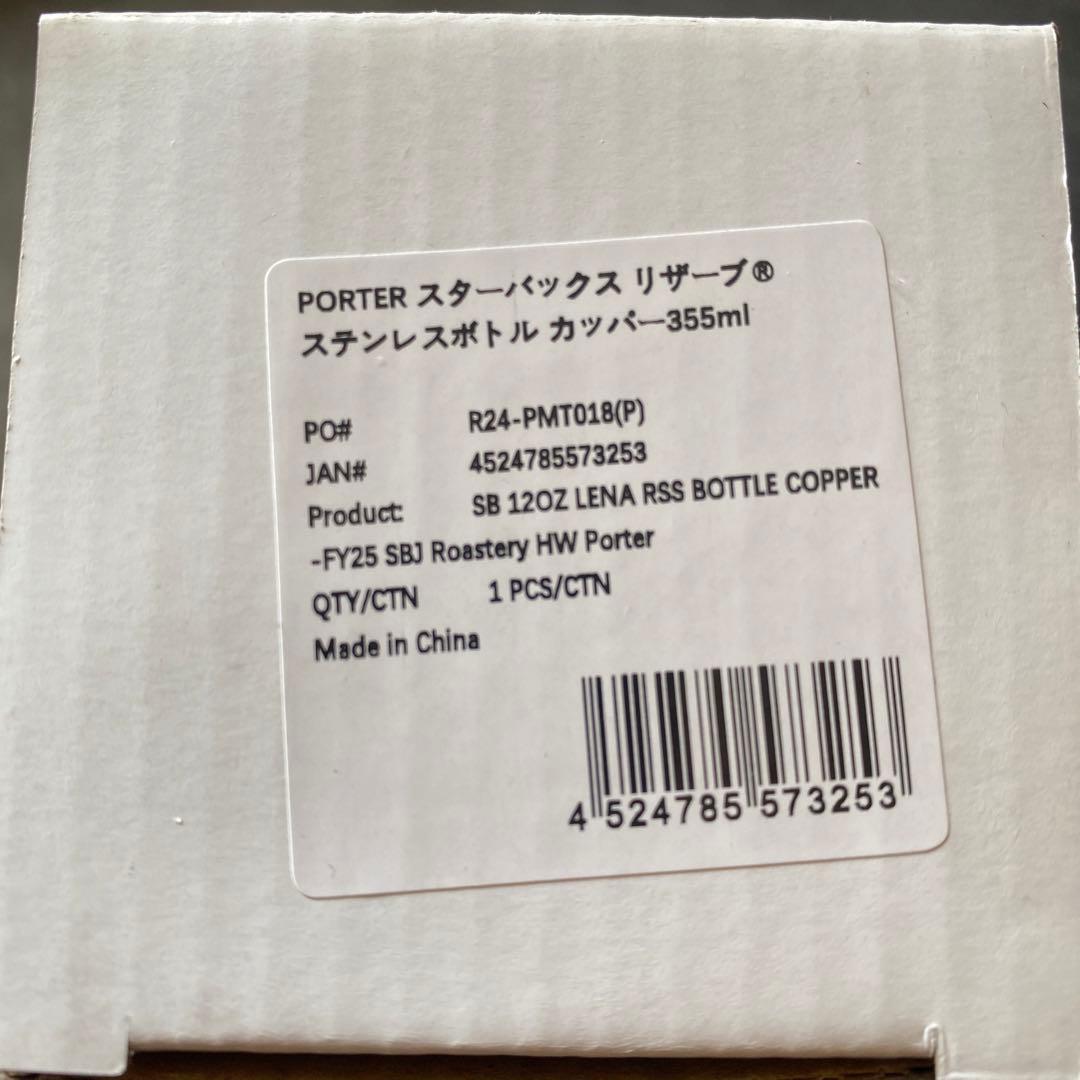 PORTER スターバックス リザーブ®
ステンレスボトル カッパー355ml
PO# R24-PMT018(P)
JAN# 4524785573253
Product: SB 12OZ LENA RSS BOTTLE COPPER
-FY25 SBJ Roastery HW Porter
QTY/CTN 1 PCS/CTN
Made in China
4 524785 573253